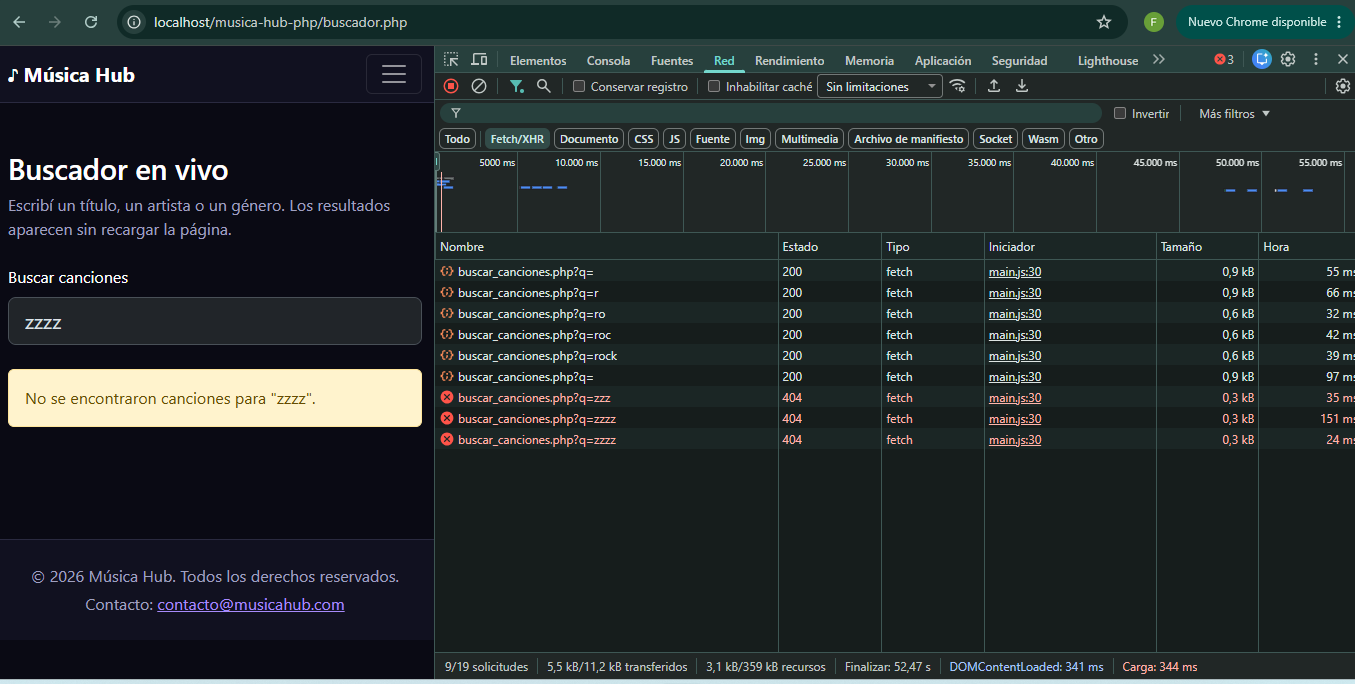 localhost/musica-hub-php/buscador.php
F
Nuevo Chrome disponible
Música Hub
Buscador en vivo
Escribí un título, un artista o un género. Los resultados
aparecen sin recargar la página.
Buscar canciones
zzzz
No se encontraron canciones para "zzzz".
© 2026 Música Hub. Todos los derechos reservados.
Contacto: contacto@musicahub.com
Elementos Consola Fuentes Red Rendimiento Memoria Aplicación Seguridad Lighthouse 3
Conservar registro Inhabilitar caché Sin limitaciones
Invertir Más filtros
Todo Fetch/XHR Documento CSS JS Fuente Img Multimedia Archivo de manifiesto Socket Wasm Otro
5000 ms 10.000 ms 15.000 ms 20.000 ms 25.000 ms 30.000 ms 35.000 ms 40.000 ms 45.000 ms 50.000 ms 55.000 ms
Nombre Estado Tipo Iniciador Tamaño Hora
buscar_canciones.php?q= 200 fetch main.js:30 0,9 kB 55 ms
buscar_canciones.php?q=r 200 fetch main.js:30 0,9 kB 66 ms
buscar_canciones.php?q=ro 200 fetch main.js:30 0,6 kB 32 ms
buscar_canciones.php?q=roc 200 fetch main.js:30 0,6 kB 42 ms
buscar_canciones.php?q=rock 200 fetch main.js:30 0,6 kB 39 ms
buscar_canciones.php?q= 200 fetch main.js:30 0,9 kB 97 ms
buscar_canciones.php?q=zzz 404 fetch main.js:30 0,3 kB 35 ms
buscar_canciones.php?q=zzzz 404 fetch main.js:30 0,3 kB 151 ms
buscar_canciones.php?q=zzzz 404 fetch main.js:30 0,3 kB 24 ms
9/19 solicitudes 5,5 kB/11,2 kB transferidos 3,1 kB/359 kB recursos Finalizar: 52,47 s DOMContentLoaded: 341 ms Carga: 344 ms